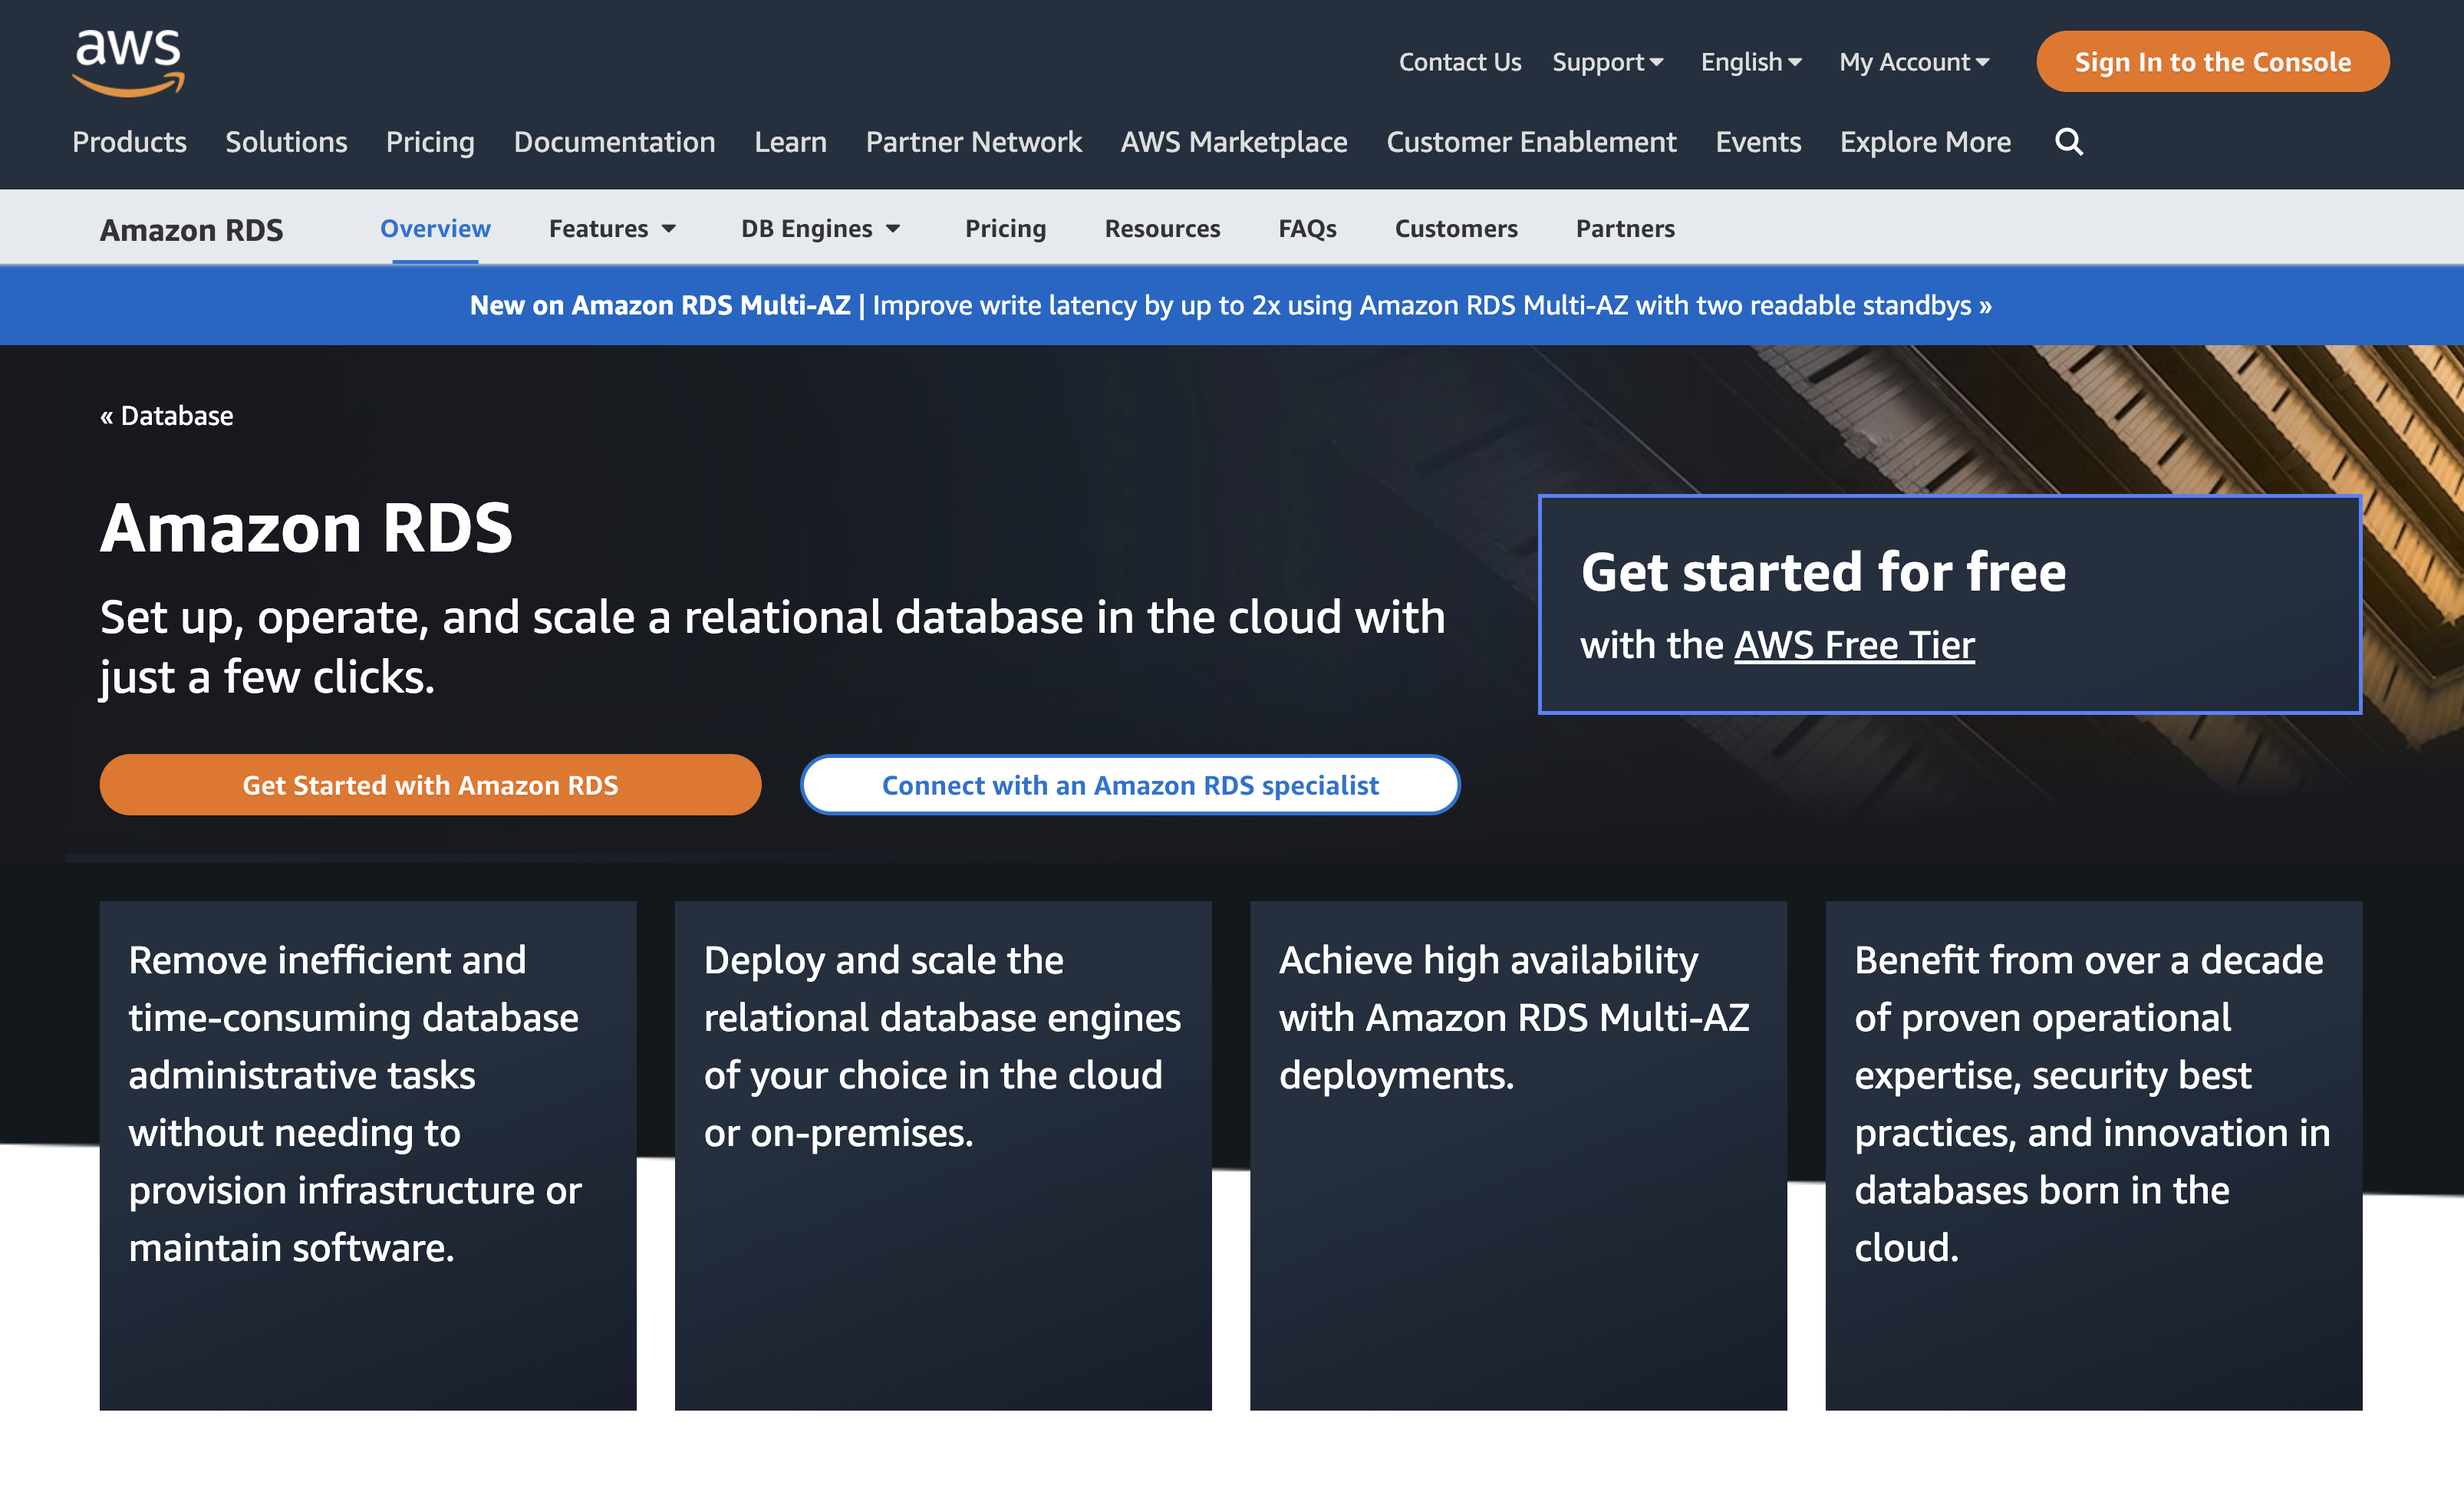 aws
Contact Us Support English My Account Sign In to the Console
Products Solutions Pricing Documentation Learn Partner Network AWS Marketplace Customer Enablement Events Explore More
Amazon RDS Overview Features DB Engines Pricing Resources FAQs Customers Partners
New on Amazon RDS Multi-AZ | Improve write latency by up to 2x using Amazon RDS Multi-AZ with two readable standbys »
« Database
Amazon RDS
Set up, operate, and scale a relational database in the cloud with
just a few clicks.
Get Started with Amazon RDS
Connect with an Amazon RDS specialist
Get started for free
with the AWS Free Tier
Remove inefficient and
time-consuming database
administrative tasks
without needing to
provision infrastructure or
maintain software.
Deploy and scale the
relational database engines
of your choice in the cloud
or on-premises.
Achieve high availability
with Amazon RDS Multi-AZ
deployments.
Benefit from over a decade
of proven operational
expertise, security best
practices, and innovation in
databases born in the
cloud.